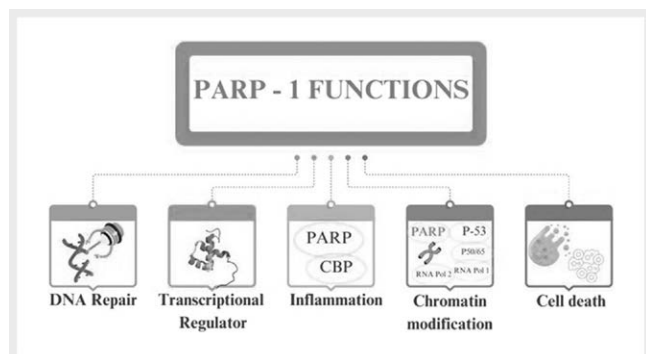 PARP - 1 FUNCTIONS
PARP
CBP
PARP P-53
P50/65
RNA Pol 2 RNA Pol 1
DNA Repair
Transcriptional
Regulator
Inflammation
Chromatin
modification
Cell death